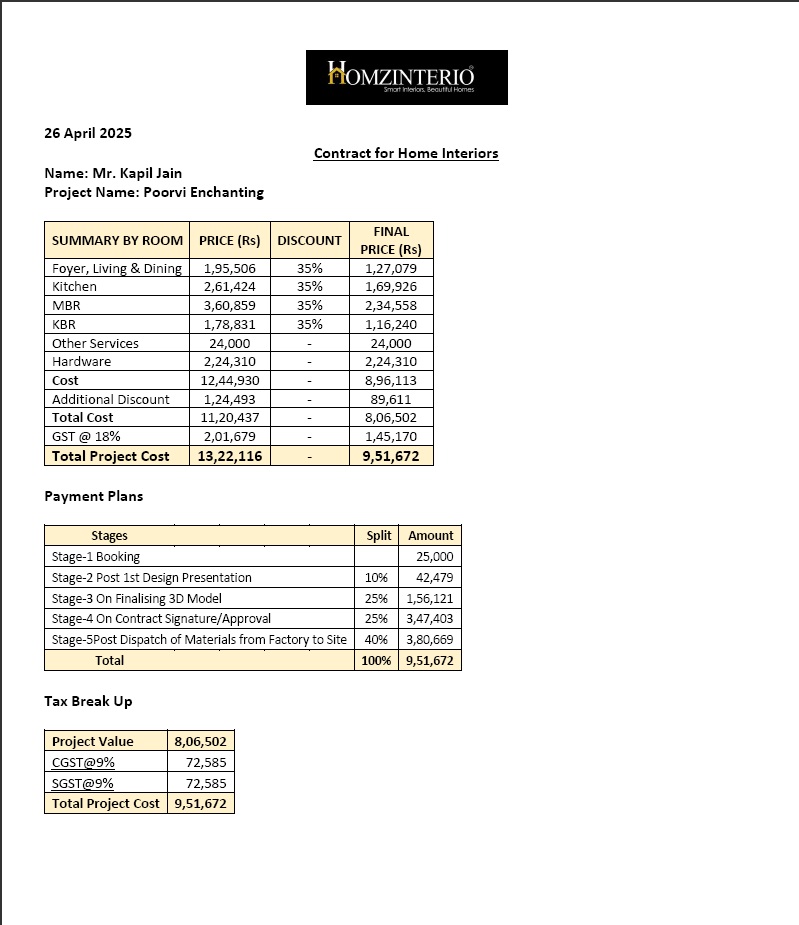 HOMZINTERIO
Smart Interiors, Beautiful Homes
26 April 2025
Contract for Home Interiors
Name: Mr. Kapil Jain
Project Name: Poorvi Enchanting
SUMMARY BY ROOM PRICE (Rs) DISCOUNT FINAL PRICE (Rs)
Foyer, Living & Dining 1,95,506 35% 1,27,079
Kitchen 2,61,424 35% 1,69,926
MBR 3,60,859 35% 2,34,558
KBR 1,78,831 35% 1,16,240
Other Services 24,000 - 24,000
Hardware 2,24,310 - 2,24,310
Cost 12,44,930 - 8,96,113
Additional Discount 1,24,493 - 89,611
Total Cost 11,20,437 - 8,06,502
GST @ 18% 2,01,679 - 1,45,170
Total Project Cost 13,22,116 - 9,51,672
Payment Plans
Stages Split Amount
Stage-1 Booking 25,000
Stage-2 Post 1st Design Presentation 10% 42,479
Stage-3 On Finalising 3D Model 25% 1,56,121
Stage-4 On Contract Signature/Approval 25% 3,47,403
Stage-5Post Dispatch of Materials from Factory to Site 40% 3,80,669
Total 100% 9,51,672
Tax Break Up
Project Value 8,06,502
CGST@9% 72,585
SGST@9% 72,585
Total Project Cost 9,51,672